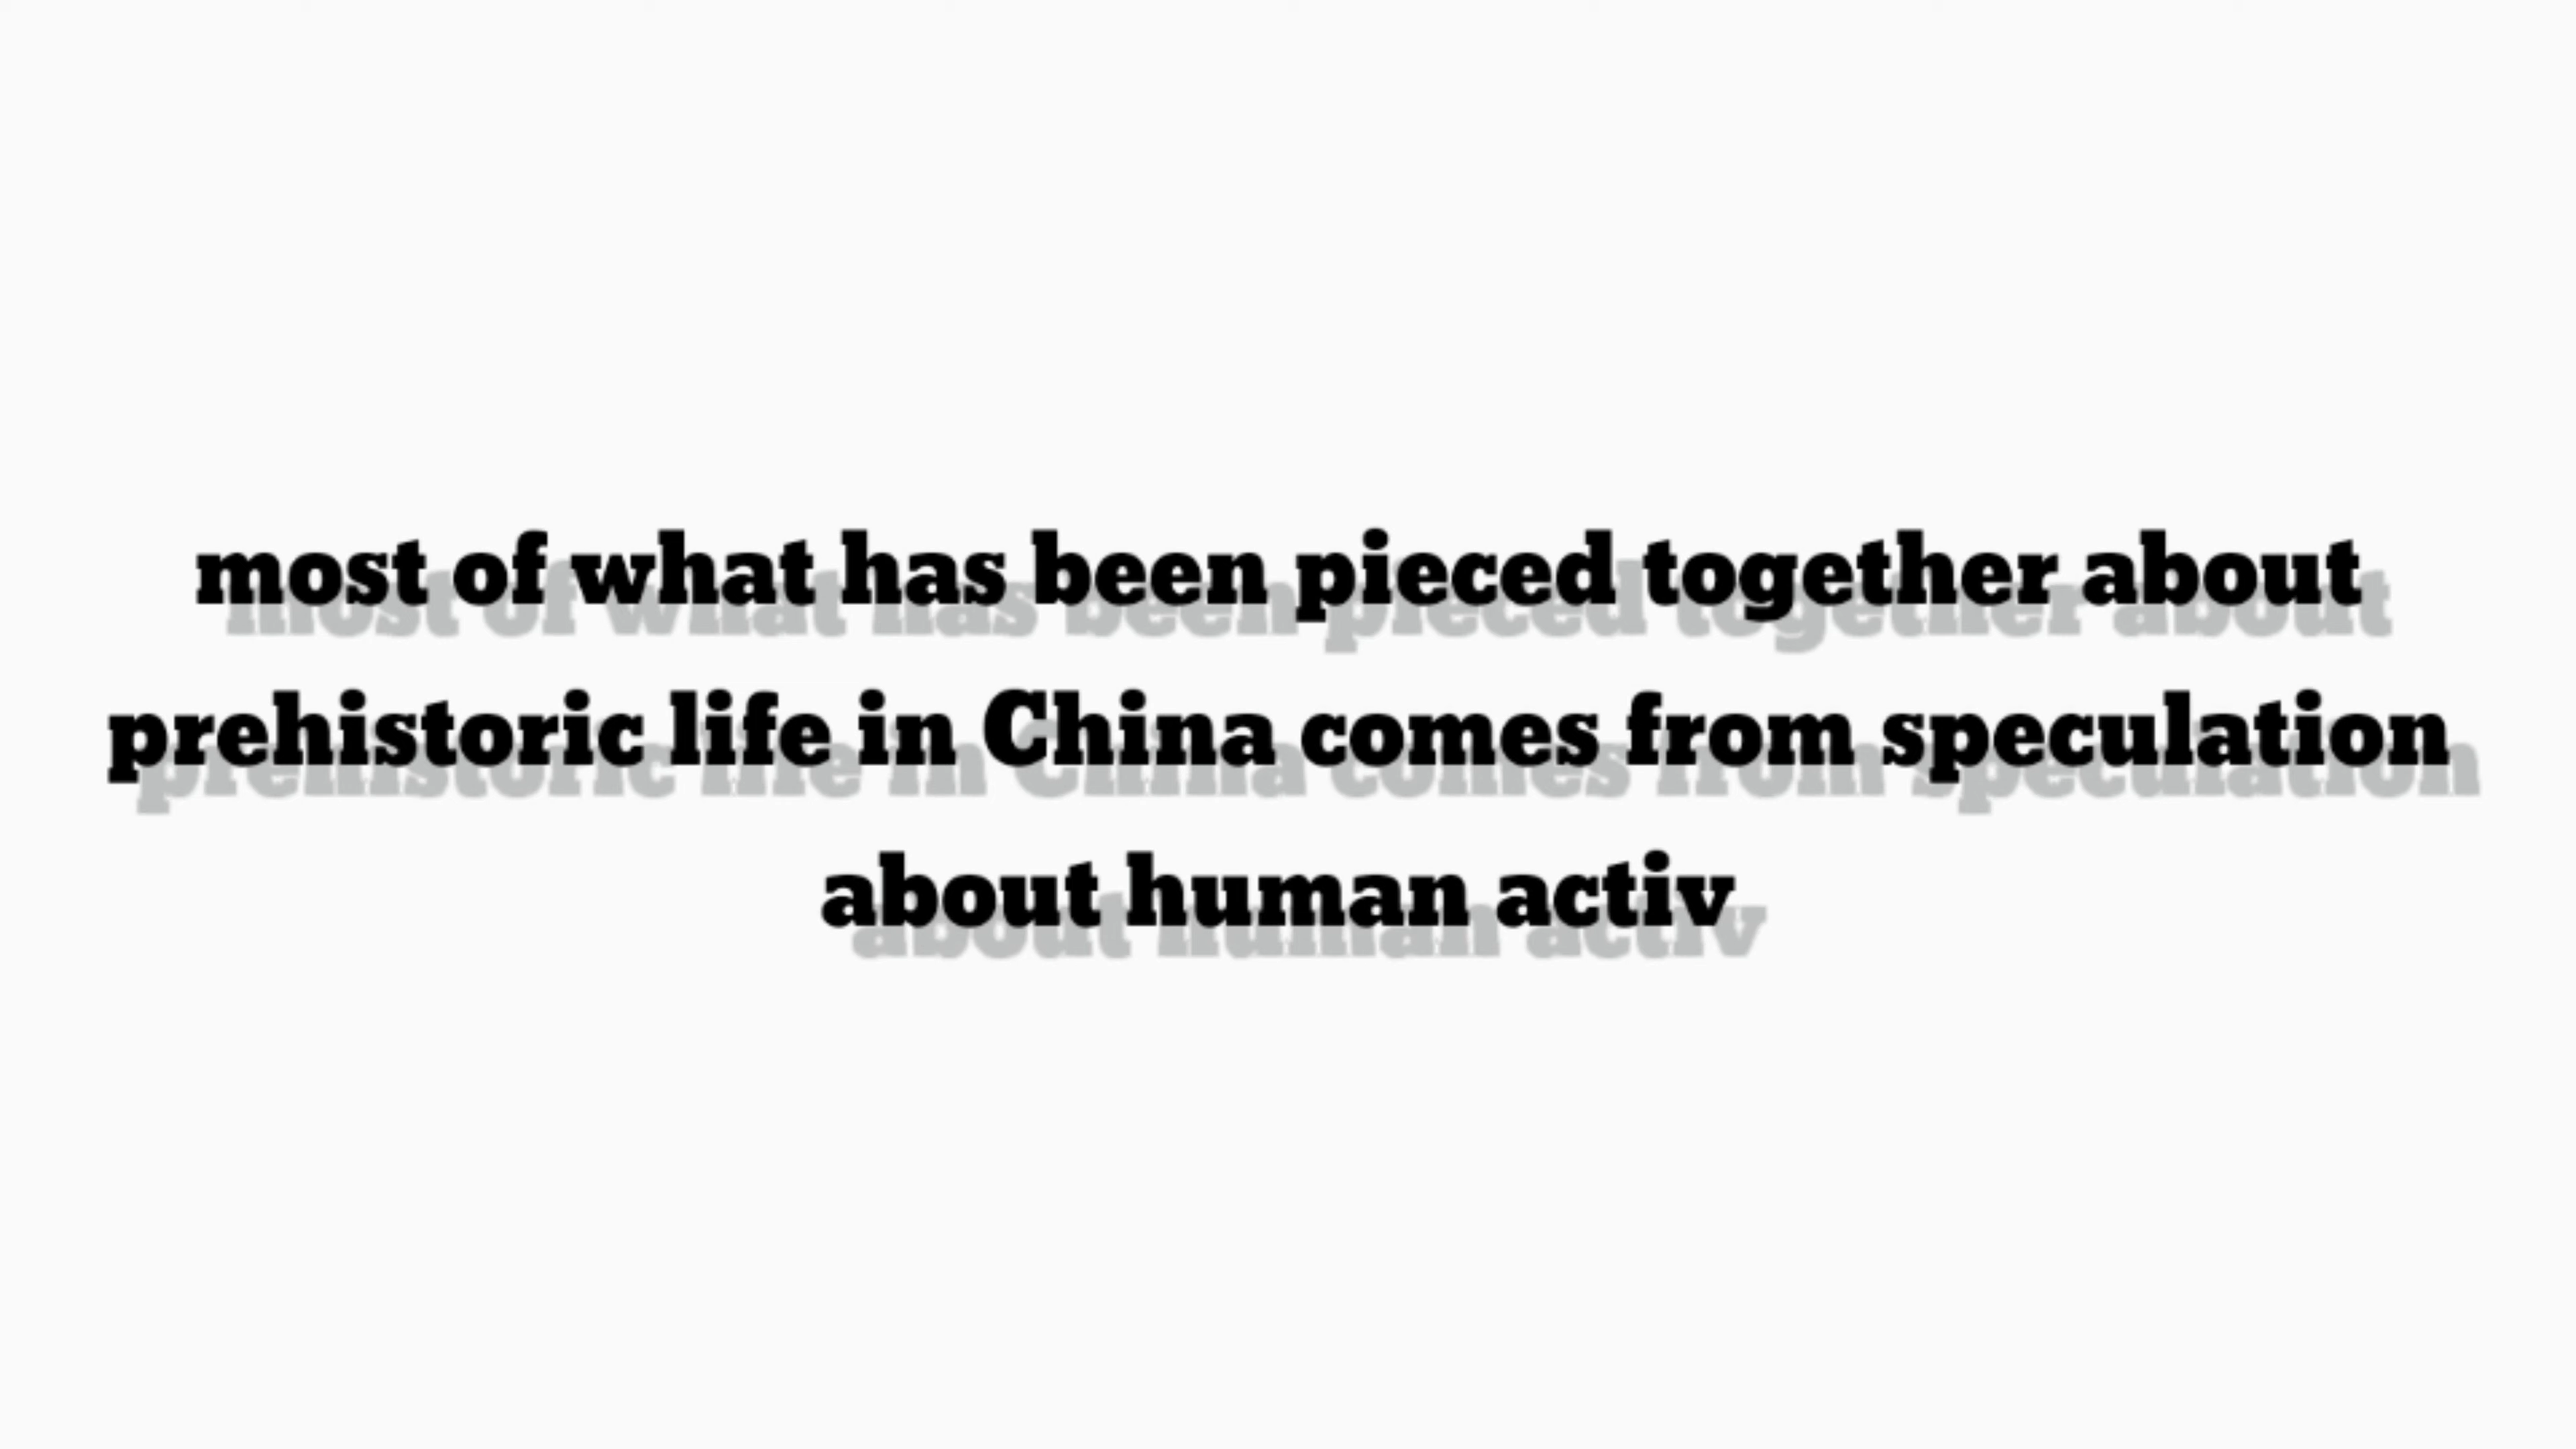 most of what has been pieced together about
prehistoric life in China comes from speculation
about human activ